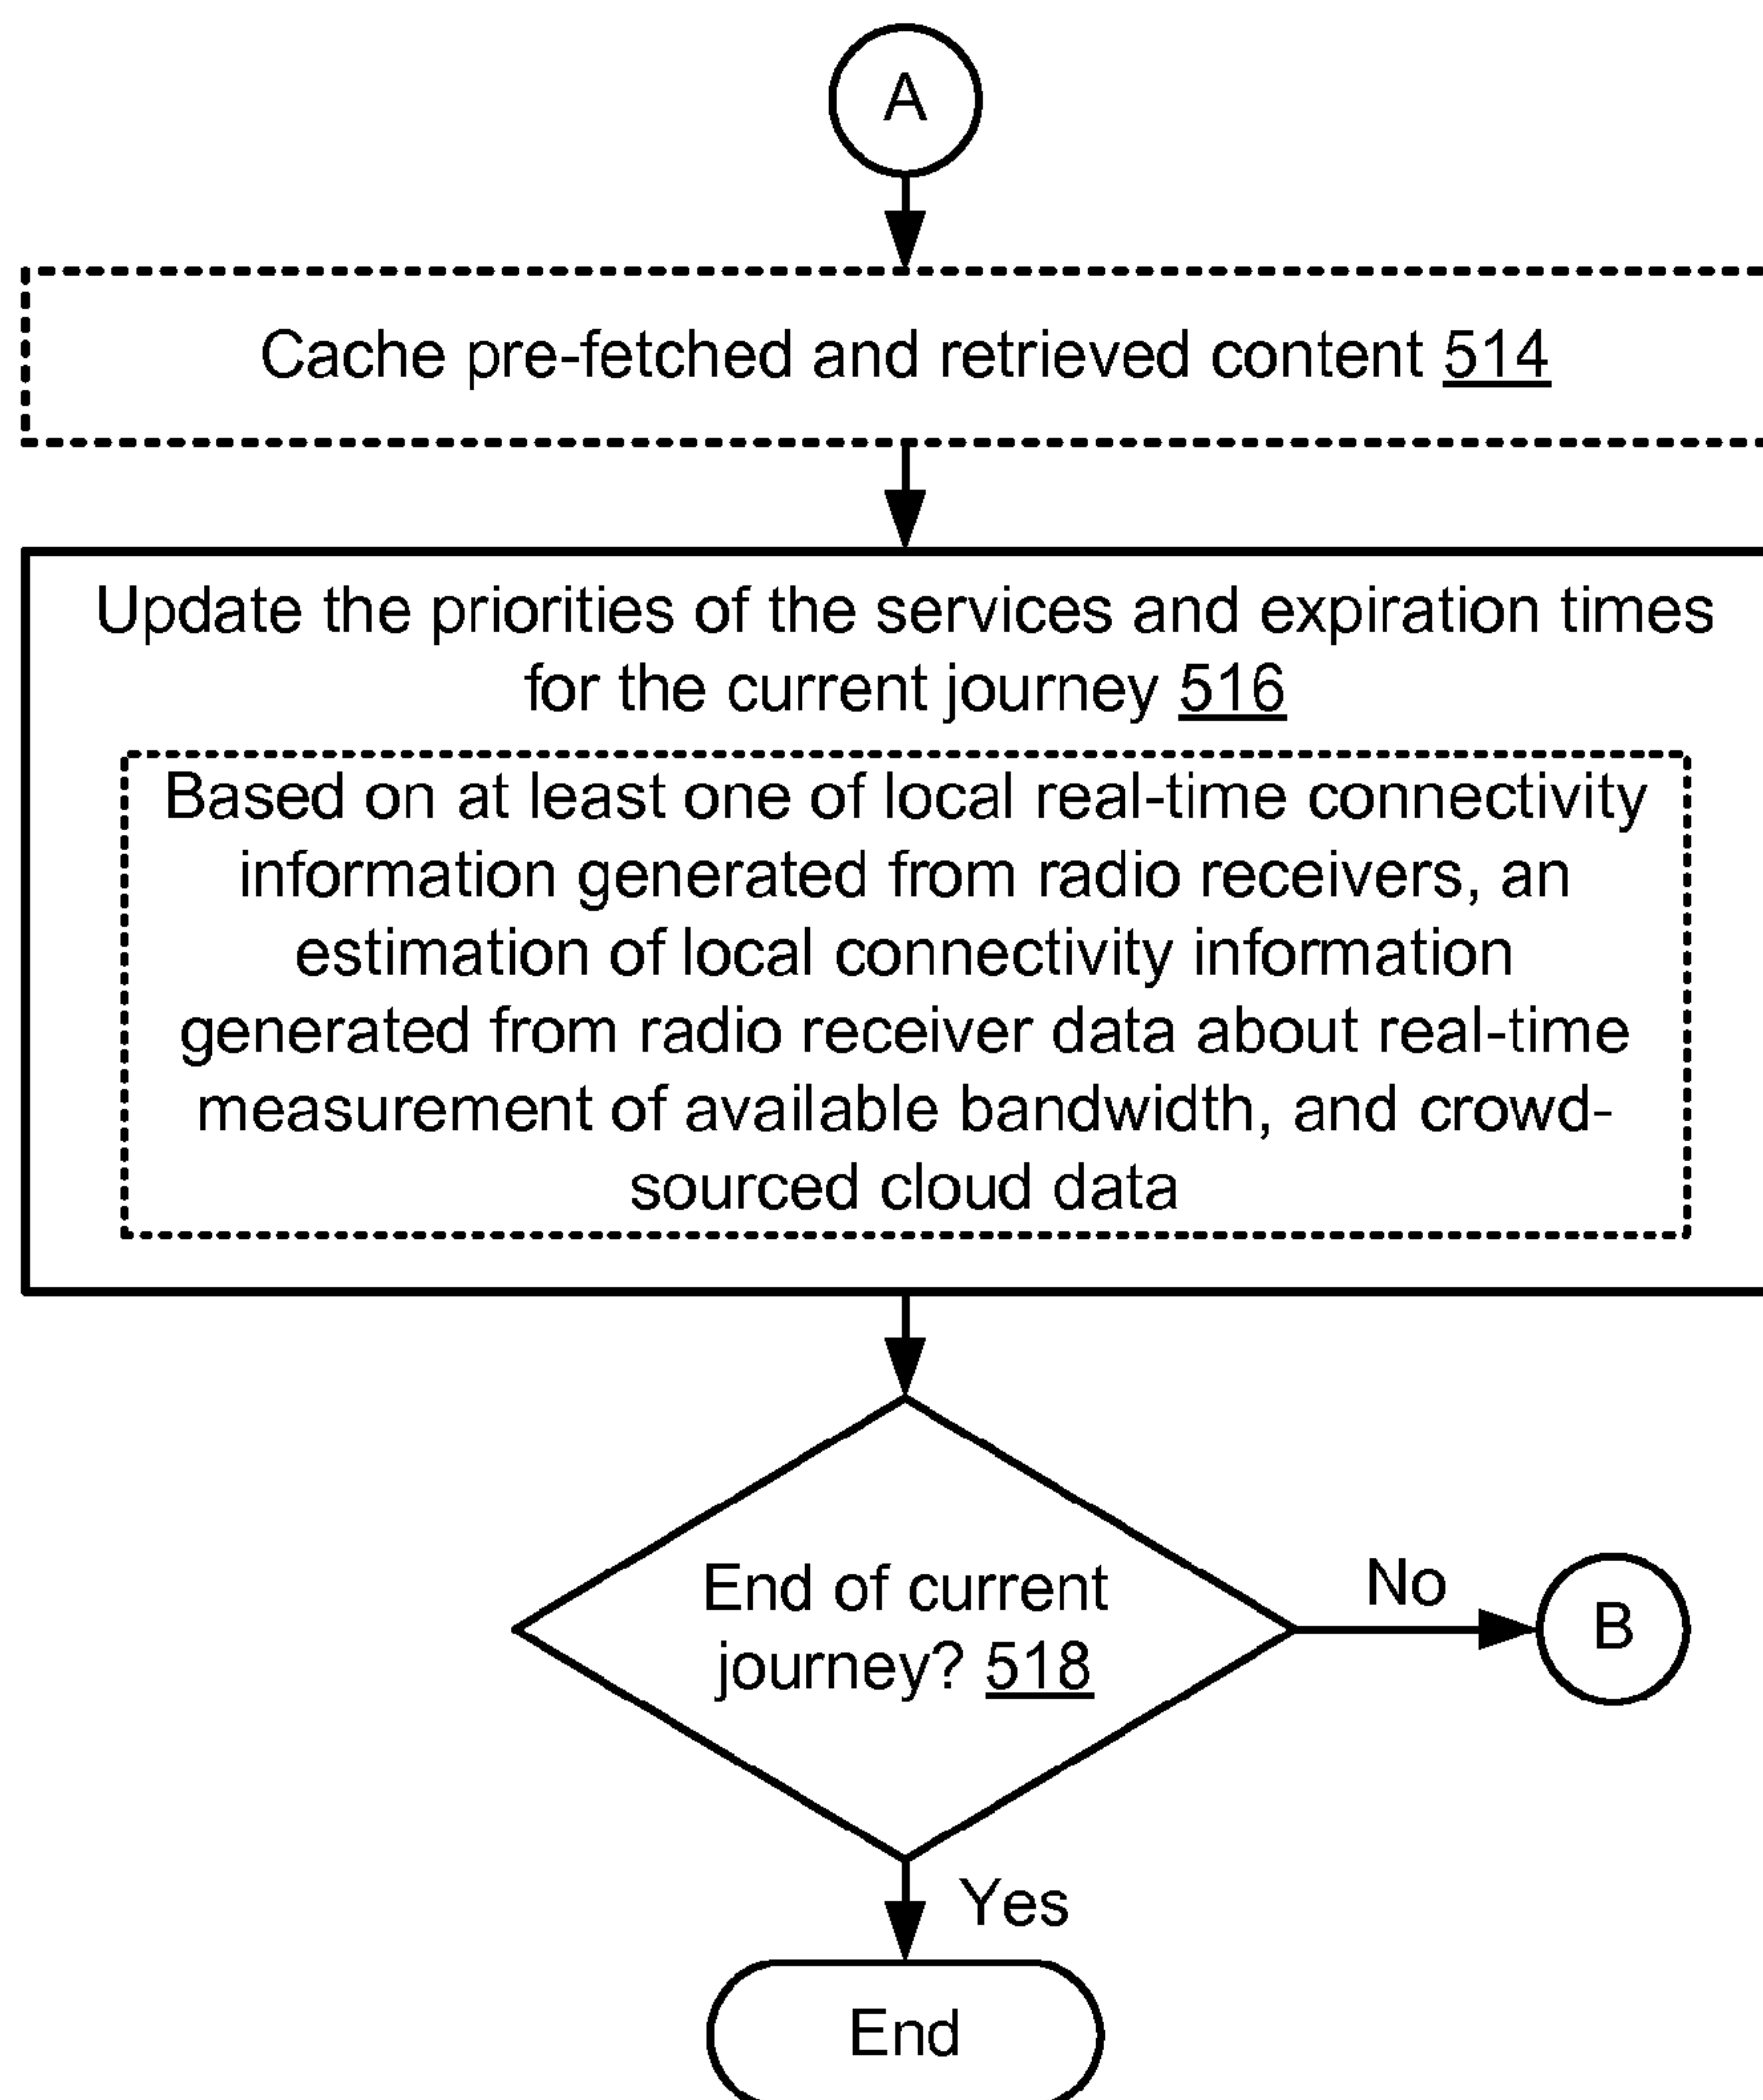 A
Cache pre-fetched and retrieved content 514
Update the priorities of the services and expiration times
for the current journey 516
Based on at least one of local real-time connectivity
information generated from radio receivers, an
estimation of local connectivity information
generated from radio receiver data about real-time
measurement of available bandwidth, and crowd-
sourced cloud data
End of current
journey? 518
No
B
Yes
End